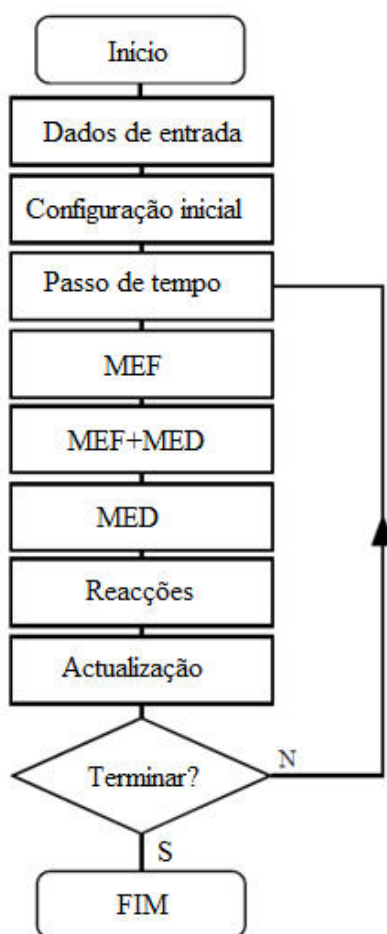 Início
Dados de entrada
Configuração inicial
Passo de tempo
MEF
MEF+MED
MED
Reacções
Actualização
Terminar?
N
S
FIM